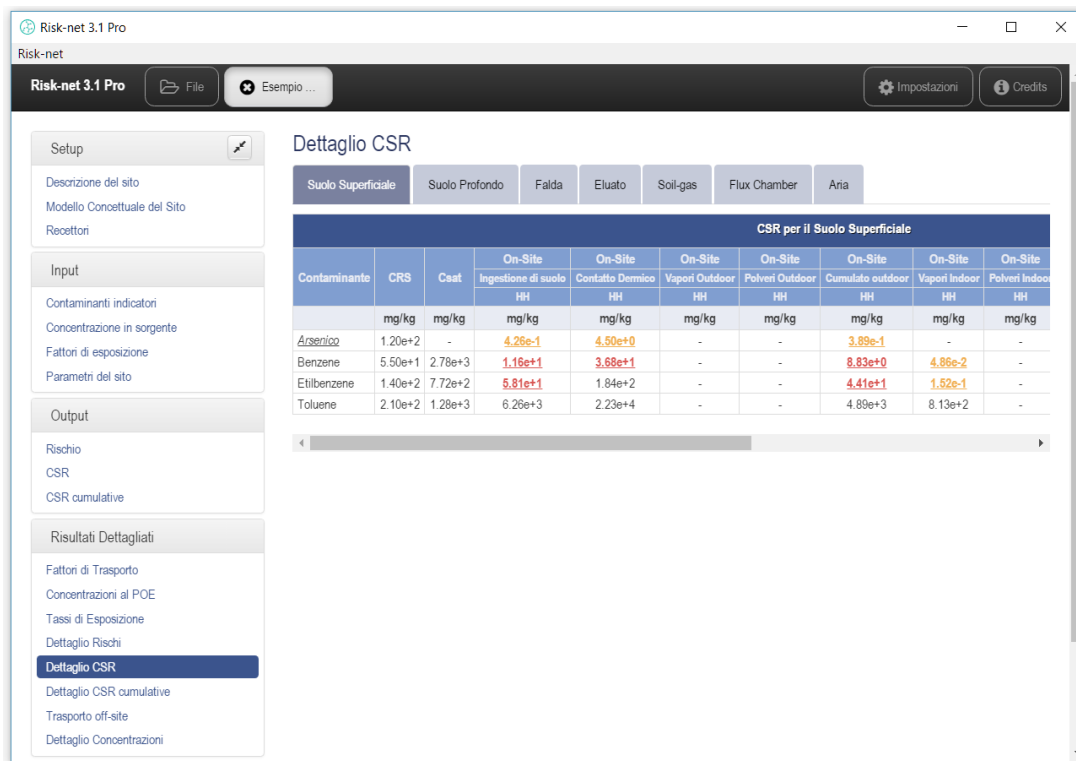 Risk-net 3.1 Pro
Risk-net
Risk-net 3.1 Pro File Esempio ... Impostazioni Credits
Setup
Descrizione del sito
Modello Concettuale del Sito
Recettori
Input
Contaminanti indicatori
Concentrazione in sorgente
Fattori di esposizione
Parametri del sito
Output
Rischio
CSR
CSR cumulative
Risultati Dettagliati
Fattori di Trasporto
Concentrazioni al POE
Tassi di Esposizione
Dettaglio Rischi
Dettaglio CSR
Dettaglio CSR cumulative
Trasporto off-site
Dettaglio Concentrazioni
Dettaglio CSR
Suolo Superficiale Suolo Profondo Falda Eluato Soil-gas Flux Chamber Aria
CSR per il Suolo Superficiale
On-Site On-Site On-Site On-Site On-Site On-Site On-Site
Contaminante CRS Csat Ingestione di suolo Contatto Dermico Vapori Outdoor Polveri Outdoor Cumulato outdoor Vapori Indoor Polveri Indoor
HH HH HH HH HH HH HH
mg/kg mg/kg mg/kg mg/kg mg/kg mg/kg mg/kg mg/kg mg/kg
Arsenico 1.20e+2 - 4.26e-1 4.50e+0 - - 3.89e-1 - -
Benzene 5.50e+1 2.78e+3 1.16e+1 3.68e+1 - - 8.83e+0 4.86e-2 -
Etilbenzene 1.40e+2 7.72e+2 5.81e+1 1.84e+2 - - 4.41e+1 1.52e-1 -
Toluene 2.10e+2 1.28e+3 6.26e+3 2.23e+4 - - 4.89e+3 8.13e+2 -